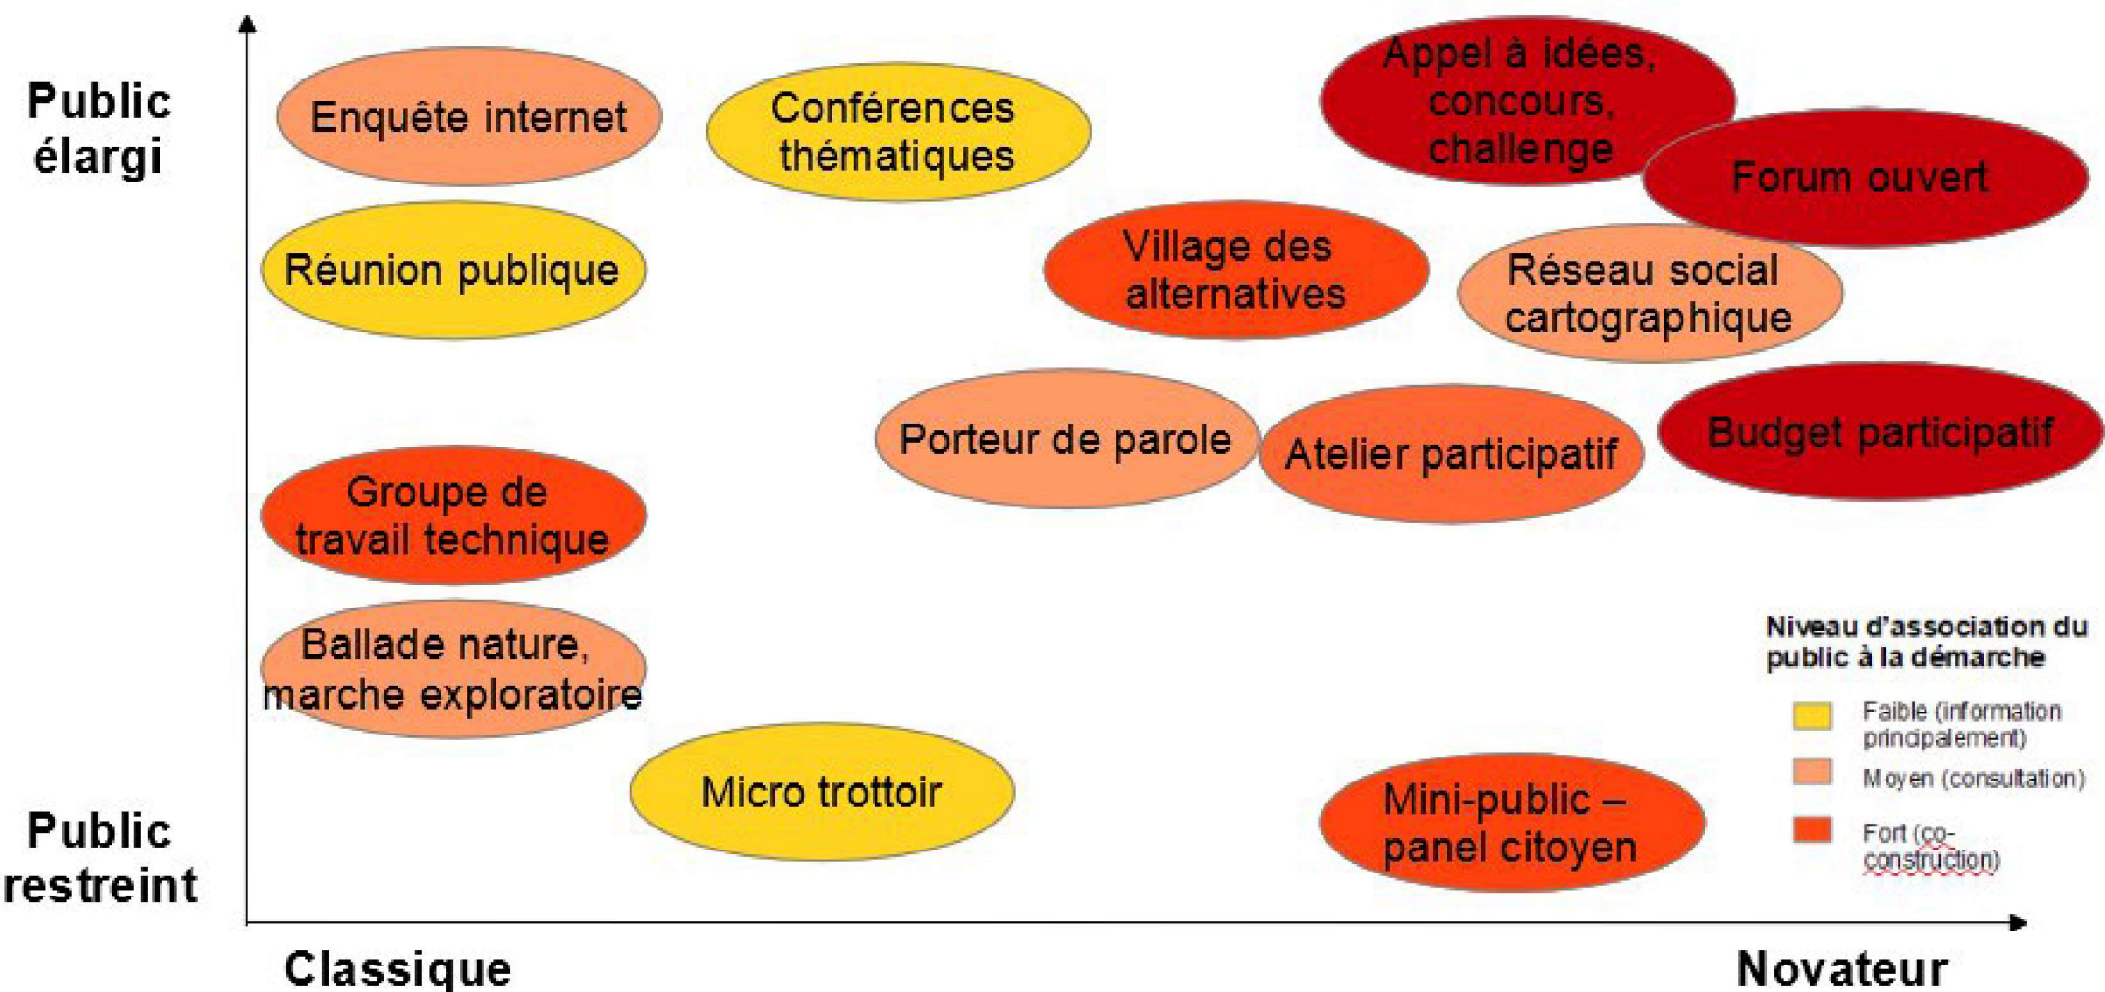 Public
élargi
Enquête internet
Conférences
thématiques
Appel à idées,
concours,
challenge
Forum ouvert
Réunion publique
Village des
alternatives
Réseau social
cartographique
Porteur de parole
Atelier participatif
Budget participatif
Groupe de
travail technique
Ballade nature,
marche exploratoire
Micro trottoir
Mini-public –
panel citoyen
Niveau d'association du
public à la démarche
Faible (information
principalement)
Moyen (consultation)
Fort (co-
construction)
Public
restreint
Classique
Novateur